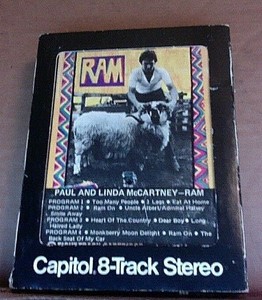 RAM
PAUL AND LINDA McCARTNEY—RAM
PROGRAM 1 • Too Many People • 3 Legs • Eat At Home
PROGRAM 2 • Ram On • Uncle Albert/Admiral Halsey
Smile Away
PROGRAM 3 • Heart Of The Country • Dear Boy • Long
Haired Lady
PROGRAM 4 • Monkberry Moon Delight • Ram On • The
Back Seat Of My Car
Capitol 8-Track Stereo